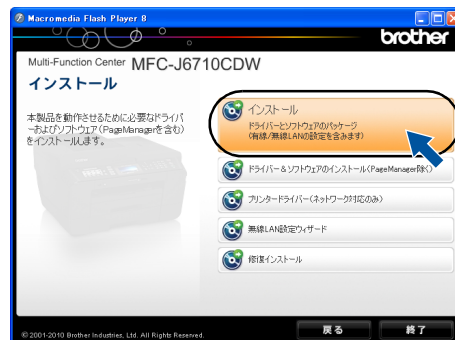 Macromedia Flash Player 8
brother
Multi-Function Center MFC-J6710CDW
インストール
本製品を動作させるために必要なドライバ
ーおよびソフトウェア(PageManagerを含む)
をインストールします。
インストール
ドライバーとソフトウェアのパッケージ
(有線/無線LANの設定を含みます)
ドライバー&ソフトウェアのインストール(PageManager除く)
プリンタードライバー(ネットワーク対応のみ)
無線LAN設定ウィザード
修復インストール
戻る
終了
© 2001-2010 Brother Industries, Ltd. All Rights Reserved.